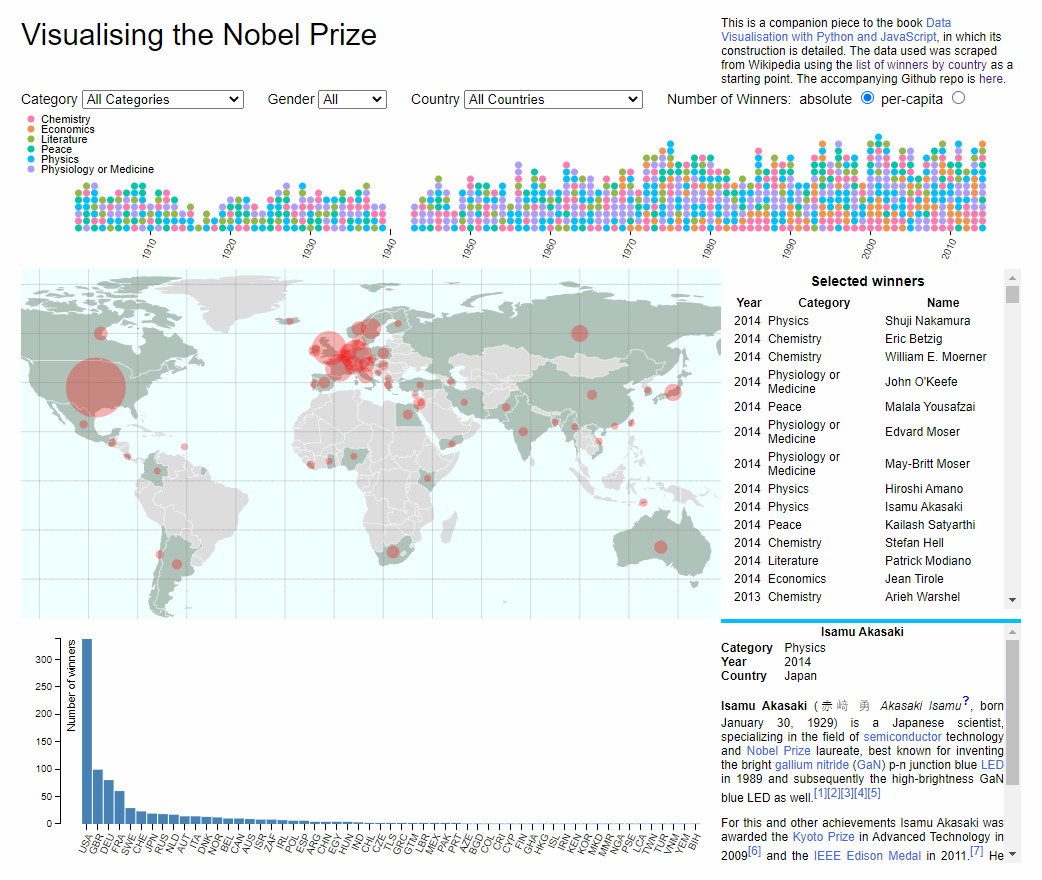 Visualising the Nobel Prize
This is a companion piece to the book Data
Visualisation with Python and JavaScript, in which its
construction is detailed. The data used was scraped
from Wikipedia using the list of winners by country as a
starting point. The accompanying Github repo is here.
Category All Categories Gender All Country All Countries Number of Winners: absolute per-capita
Chemistry
Economics
Literature
Peace
Physics
Physiology or Medicine
1910 1920 1930 1940 1950 1960 1970 1980 1990 2000 2010
Selected winners
Year Category Name
2014 Physics Shuji Nakamura
2014 Chemistry Eric Betzig
2014 Chemistry William E. Moerner
2014 Physiology or Medicine John O'Keefe
2014 Peace Malala Yousafzai
2014 Physiology or Medicine Edvard Moser
2014 Physiology or Medicine May-Britt Moser
2014 Physics Hiroshi Amano
2014 Physics Isamu Akasaki
2014 Peace Kailash Satyarthi
2014 Chemistry Stefan Hell
2014 Literature Patrick Modiano
2014 Economics Jean Tirole
2013 Chemistry Arieh Warshel
Number of winners
300
250
200
150
100
50
0
USA GBR DEU FRA SWE CHE JPN RUS NLD AUT ITA DNK NOR BEL CAN AUS ISR ZAF IRL POL ESP ARG CHN EGY HUN IND CHL CZE TLS GRC GTM LBR MEX PAK PRT AZE BGD COL CRI CYP FIN GHA HKG ISL IRN KEN KOR MKD MMR NGA PSE LCA TWN TUR VNM YEM BIH
Isamu Akasaki
Category Physics
Year 2014
Country Japan
Isamu Akasaki (赤﨑 勇 Akasaki Isamu?, born
January 30, 1929) is a Japanese scientist,
specializing in the field of semiconductor technology
and Nobel Prize laureate, best known for inventing
the bright gallium nitride (GaN) p-n junction blue LED
in 1989 and subsequently the high-brightness GaN
blue LED as well.[1][2][3][4][5]
For this and other achievements Isamu Akasaki was
awarded the Kyoto Prize in Advanced Technology in
2009[6] and the IEEE Edison Medal in 2011.[7] He